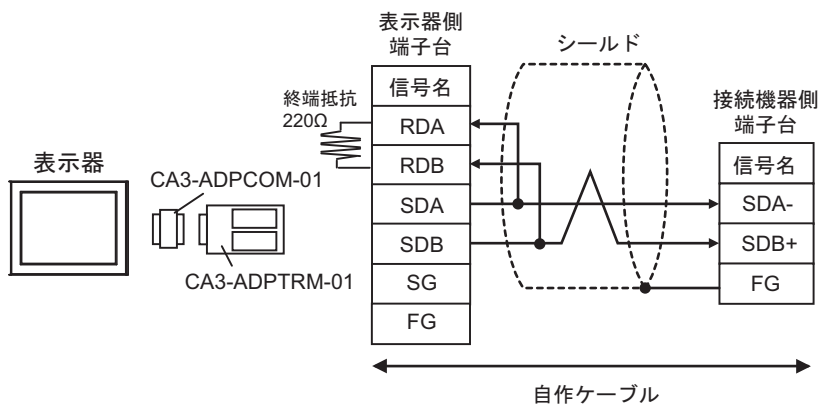 表示器
CA3-ADPCOM-01
CA3-ADPTRM-01
終端抵抗
220Ω
表示器側
端子台
信号名
RDA
RDB
SDA
SDB
SG
FG
シールド
接続機器側
端子台
信号名
SDA-
SDB+
FG
自作ケーブル